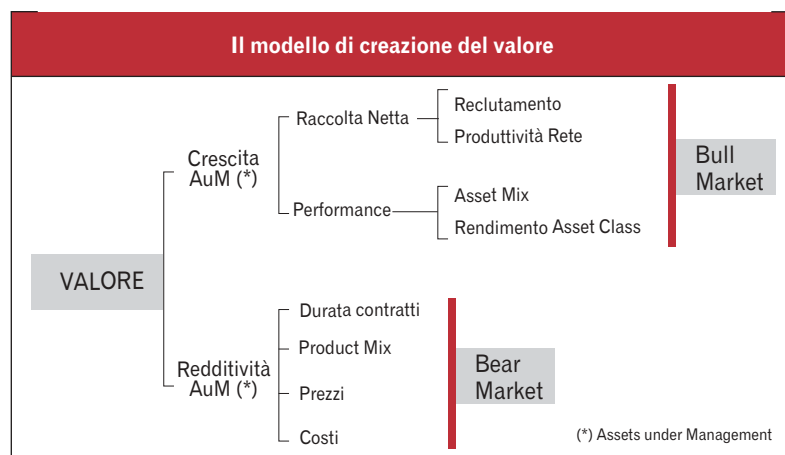 Il modello di creazione del valore
VALORE
Crescita
AuM (*)
Raccolta Netta
Reclutamento
Produttività Rete
Performance
Asset Mix
Rendimento Asset Class
Bull
Market
Redditività
AuM (*)
Durata contratti
Product Mix
Prezzi
Costi
Bear
Market
(*) Assets under Management